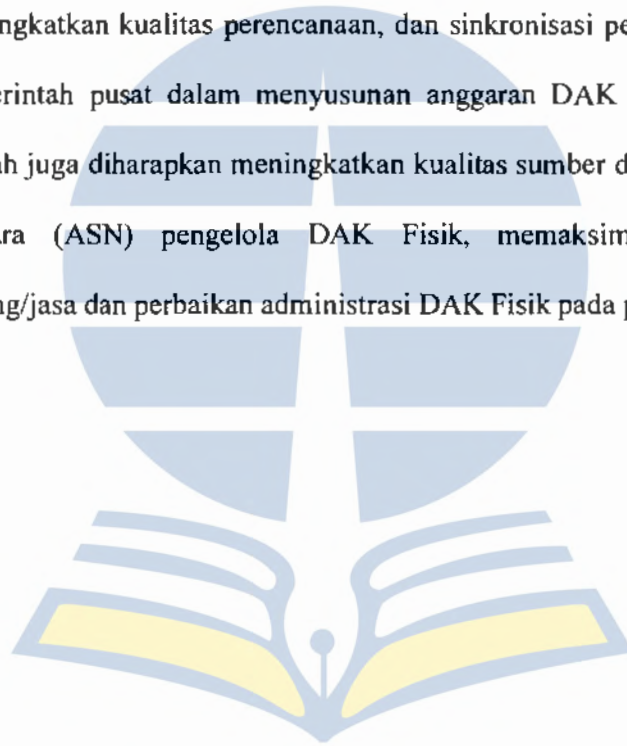 ngkatkan kualitas perencanaan, dan sinkronisasi pe
erintah pusat dalam menyusunan anggaran DAK
ah juga diharapkan meningkatkan kualitas sumber d
ara (ASN) pengelola DAK Fisik, memaksim
ng/jasa dan perbaikan administrasi DAK Fisik pada p